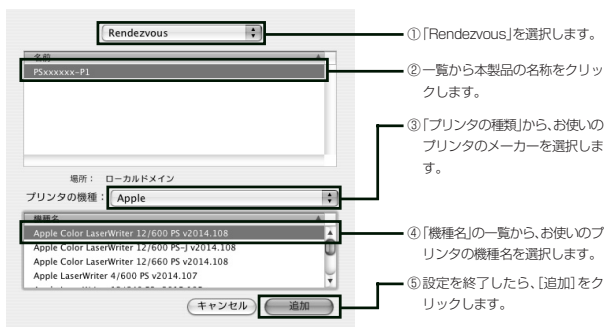 Rendezvous
①「Rendezvous」を選択します。
名前
PSxxxxxx-P1
②一覧から本製品の名称をクリッ
クします。
③「プリンタの種類」から、お使いの
プリンタのメーカーを選択しま
す。
場所： ローカルドメイン
プリンタの機種： Apple
機種名
Apple Color LaserWriter 12/600 PS v2014.108
Apple Color LaserWriter 12/600 PS-J v2014.108
Apple Color LaserWriter 12/660 PS v2014.108
Apple LaserWriter 4/600 PS v2014.107
④「機種名」の一覧から、お使いのプ
リンタの機種名を選択します。
キャンセル
追加
⑤設定を終了したら、［追加］をク
リックします。